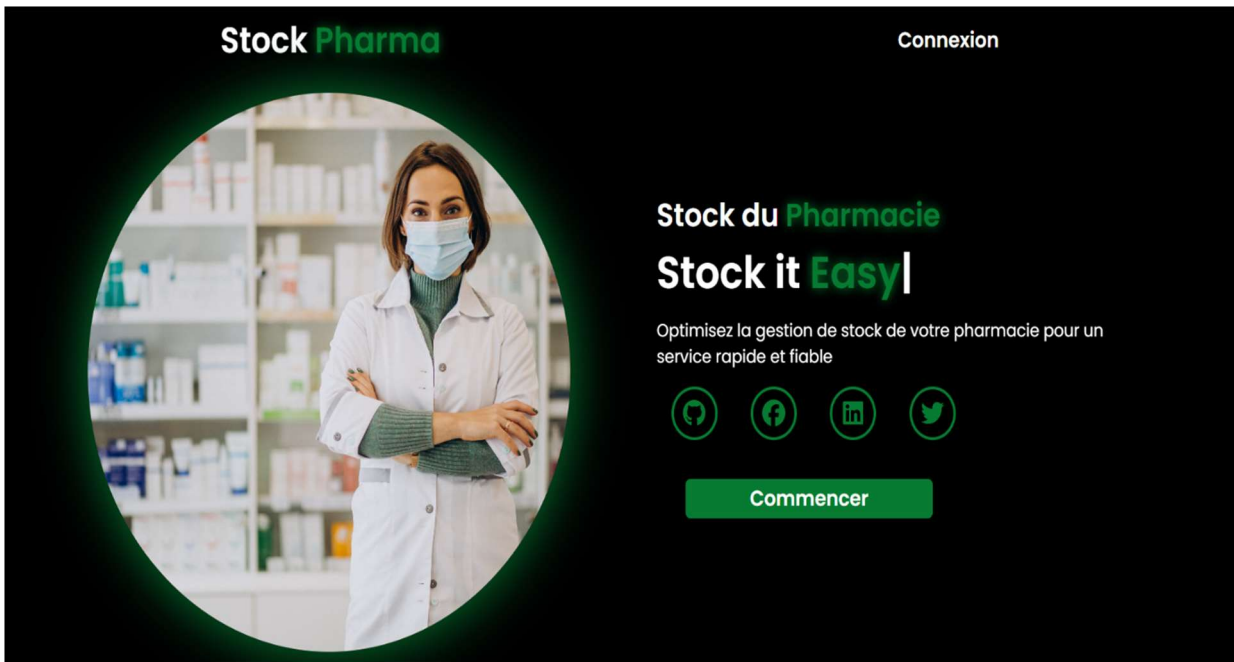 Stock Pharma
Connexion
Stock du Pharmacie
Stock it Easy|
Optimisez la gestion de stock de votre pharmacie pour un
service rapide et fiable
in
Commencer